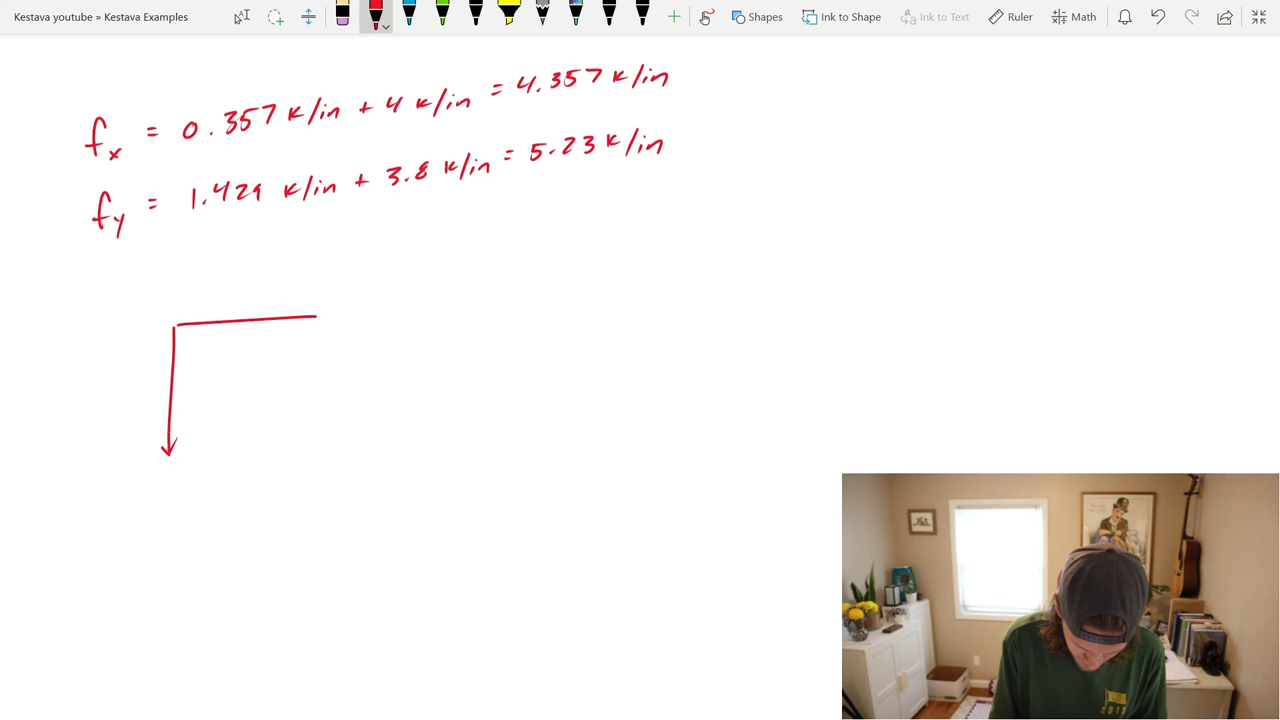 Kestava youtube » Kestava Examples
Shapes
Ink to Shape
Ink to Text
Ruler
Math
fx = 0.357 k/in + 4 k/in = 4.357 k/in
fy = 1.429 k/in + 3.8 k/in = 5.23 k/in